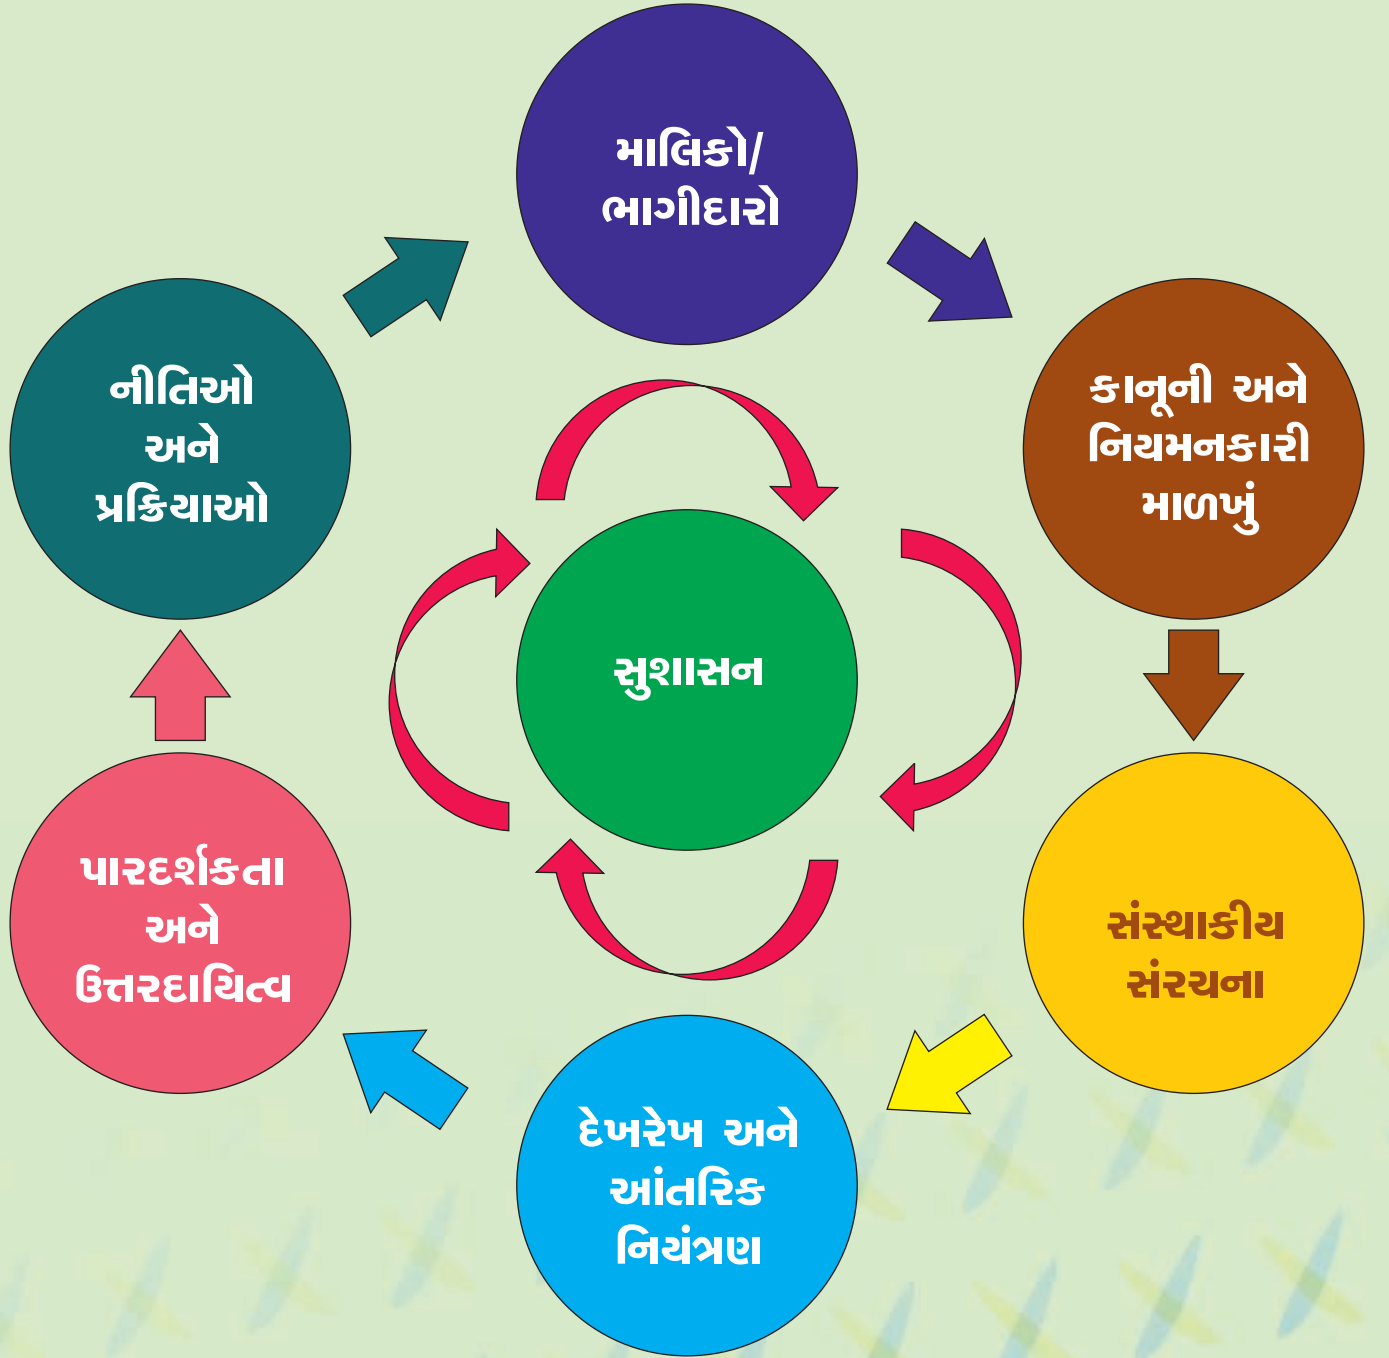 માલિકો/
ભાગીદારો
કાનૂની અને
નિયમનકારી
માળખું
સંસ્થાકીય
સંરચના
દેખરેખ અને
આંતરિક
નિયંત્રણ
પારદર્શકતા
અને
ઉત્તરદાયિત્વ
નીતિઓ
અને
પ્રક્રિયાઓ
સુશાસન